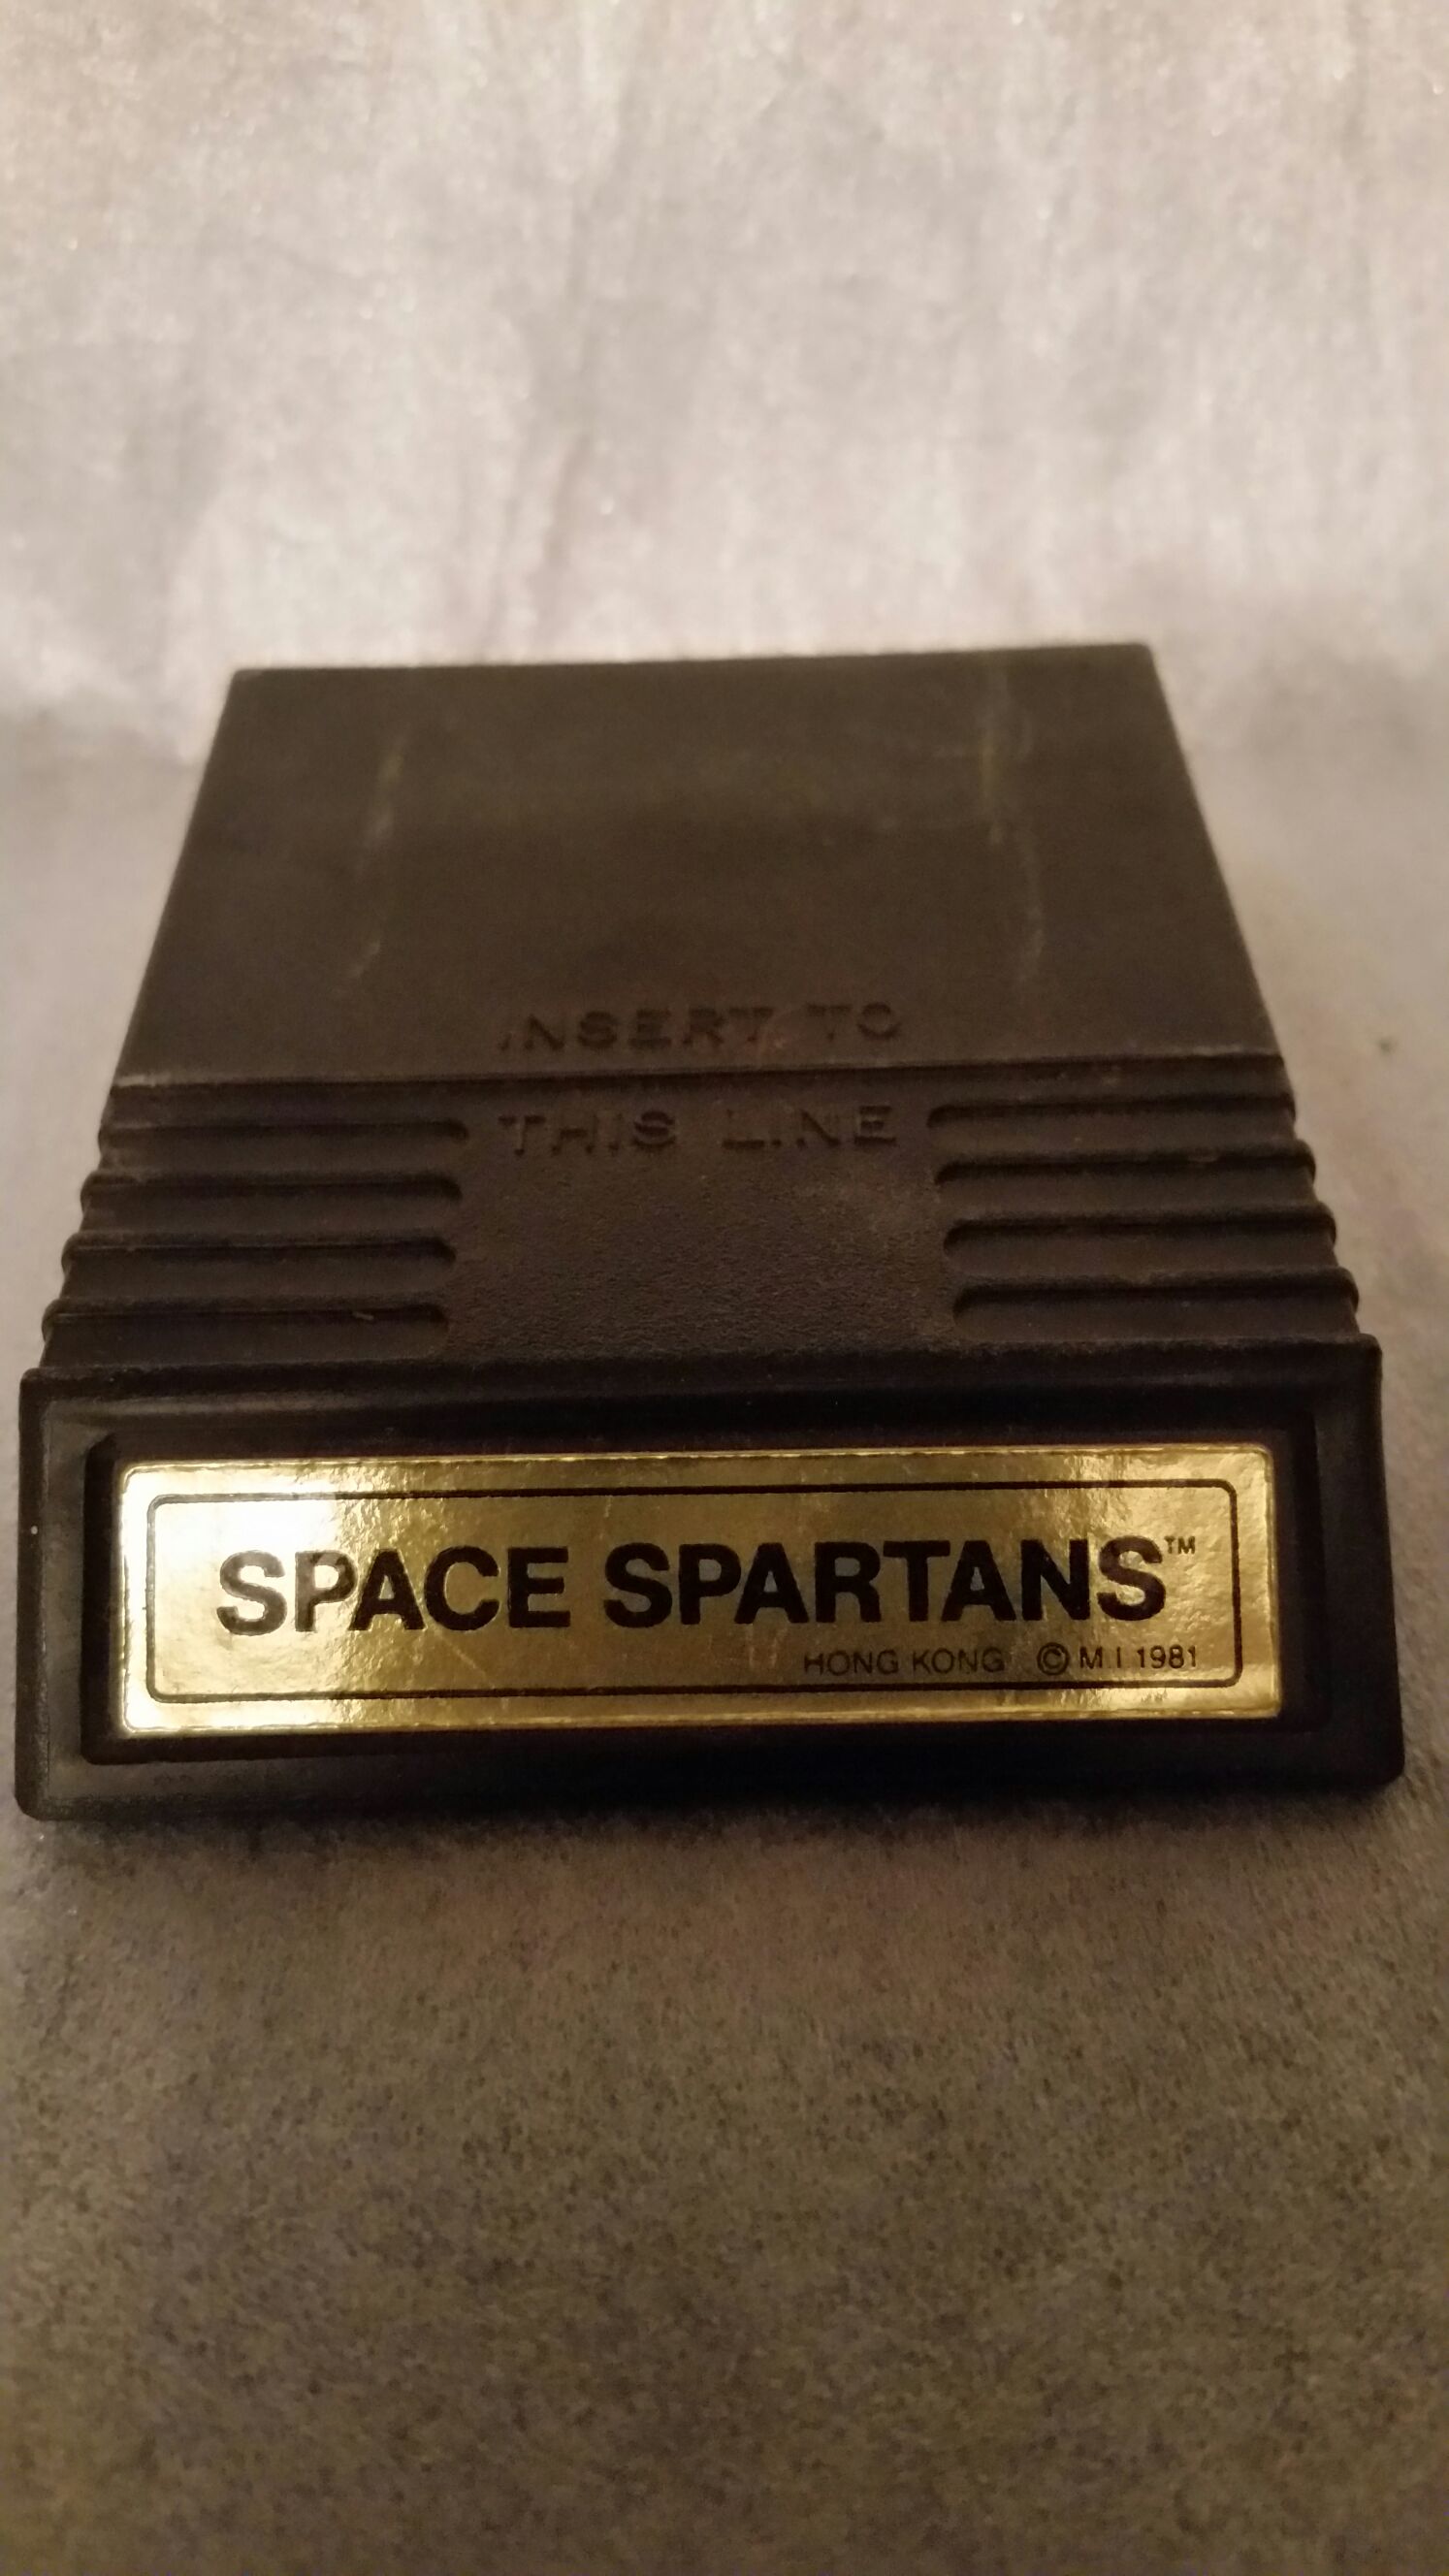 INSERT TO
THIS LINE
SPACE SPARTANS™
HONG KONG © M.I 1981